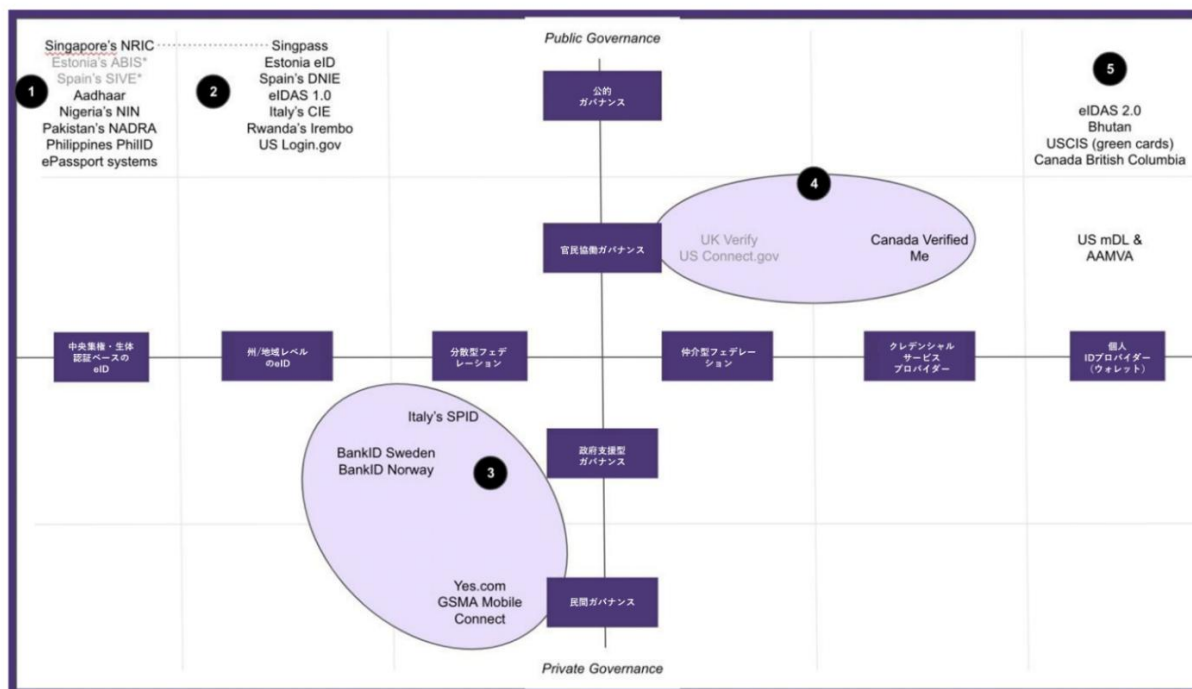 Public Governance
Singapore's NRIC
Estonia's ABIS*
Spain's SIVE*
Aadhaar
Nigeria's NIN
Pakistan's NADRA
Philippines PhilID
ePassport systems
1
2
Singpass
Estonia eID
Spain's DNIE
eIDAS 1.0
Italy's CIE
Rwanda's Irembo
US Login.gov
公的
ガバナンス
5
eIDAS 2.0
Bhutan
USCIS (green cards)
Canada British Columbia
4
官民協働ガバナンス
UK Verify
US Connect.gov
Canada Verified
Me
US mDL &
AAMVA
中央集権・生体
認証ベースの
eID
州/地域レベル
のeID
分散型フェデ
レーション
仲介型フェデレー
ション
クレデンシャル
サービス
プロバイダー
個人
IDプロバイダー
(ウォレット)
Italy's SPID
BankID Sweden
BankID Norway
3
政府支援型
ガバナンス
Yes.com
GSMA Mobile
Connect
民間ガバナンス
Private Governance